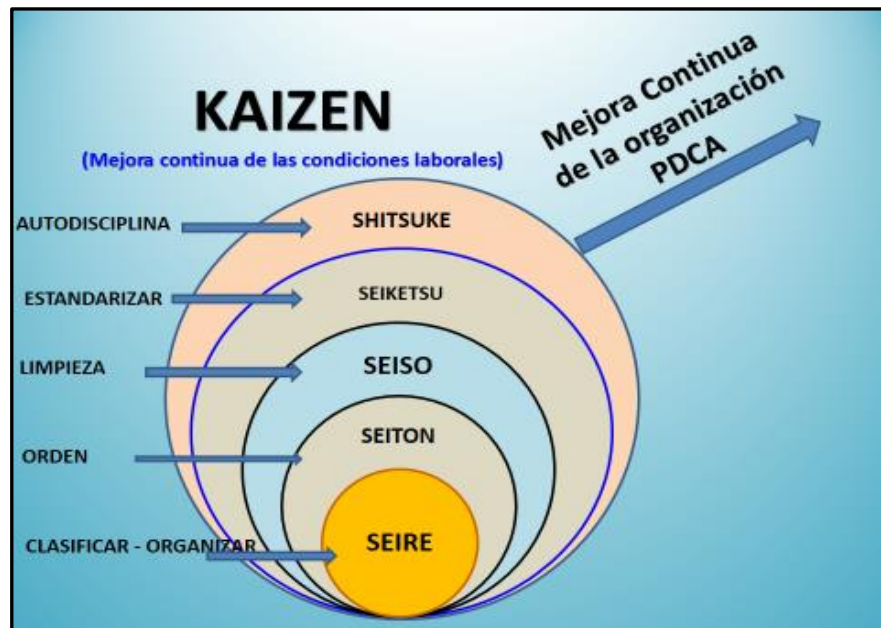 KAIZEN
(Mejora continua de las condiciones laborales)
Mejora Continua
de la organización
PDCA
AUTODISCIPLINA
SHITSUKE
ESTANDARIZAR
SEIKETSU
LIMPIEZA
SEISO
ORDEN
SEITON
CLASIFICAR - ORGANIZAR
SEIRE